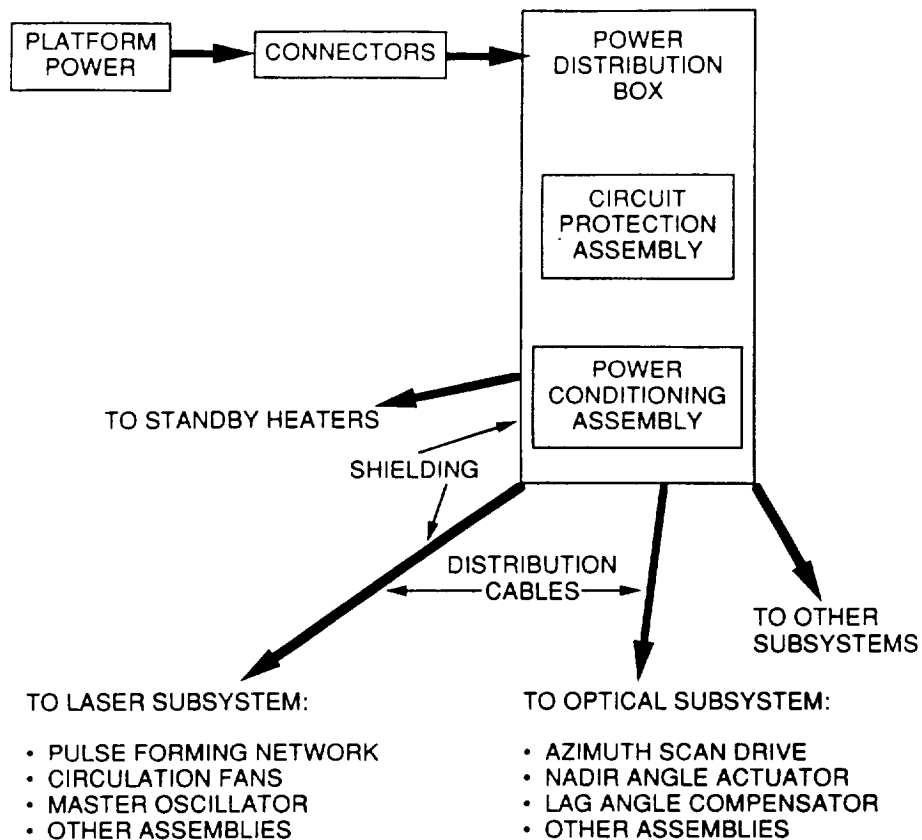 PLATFORM
POWER
CONNECTORS
POWER
DISTRIBUTION
BOX
CIRCUIT
PROTECTION
ASSEMBLY
POWER
CONDITIONING
ASSEMBLY
TO STANDBY HEATERS
SHIELDING
DISTRIBUTION
CABLES
TO OTHER
SUBSYSTEMS
TO LASER SUBSYSTEM:
• PULSE FORMING NETWORK
• CIRCULATION FANS
• MASTER OSCILLATOR
• OTHER ASSEMBLIES
TO OPTICAL SUBSYSTEM:
• AZIMUTH SCAN DRIVE
• NADIR ANGLE ACTUATOR
• LAG ANGLE COMPENSATOR
• OTHER ASSEMBLIES